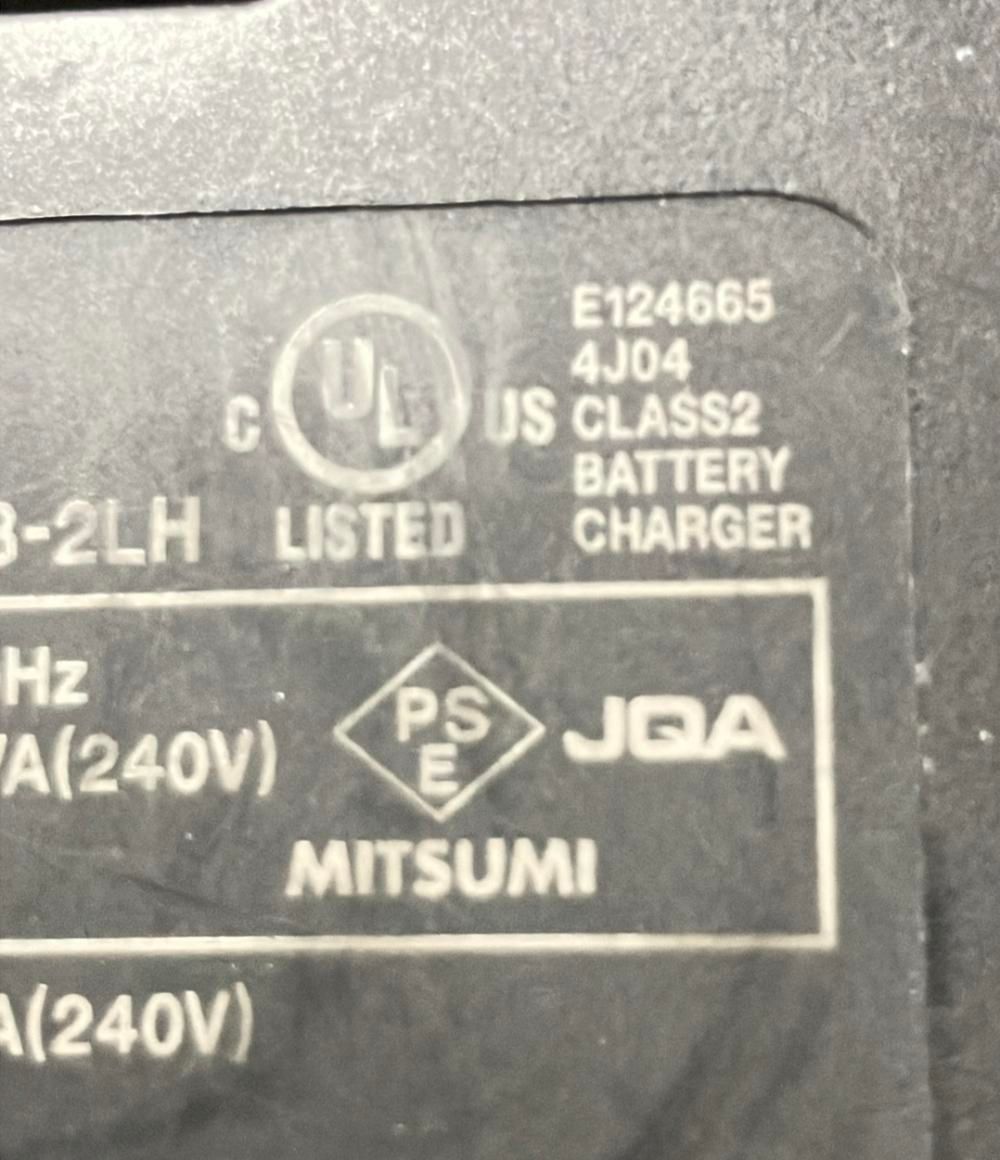 E124665
4J04
C UL US CLASS2
BATTERY
-2LH LISTED CHARGER
Hz
PS
E
JQA
A(240V)
MITSUMI
A(240V)